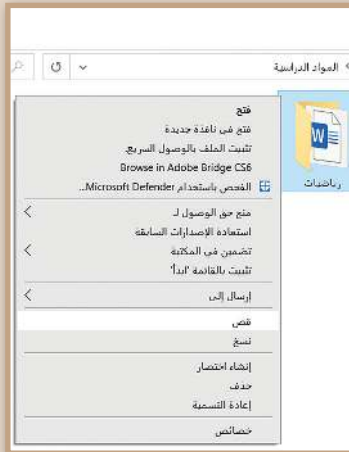 المواد الدراسية
رياضيات
فتح
فتح في نافذة جديدة
تثبيت الملف بالوصول السريع.
Browse in Adobe Bridge CS6
الفحص باستخدام Microsoft Defender..
منح حق الوصول لـ
استعادة الإصدارات السابقة
تضمين في المكتبة
تثبيت بالقائمة 'ابدأ'
إرسال إلى
قص
نسخ
إنشاء اختصار
حذف
إعادة التسمية
خصائص